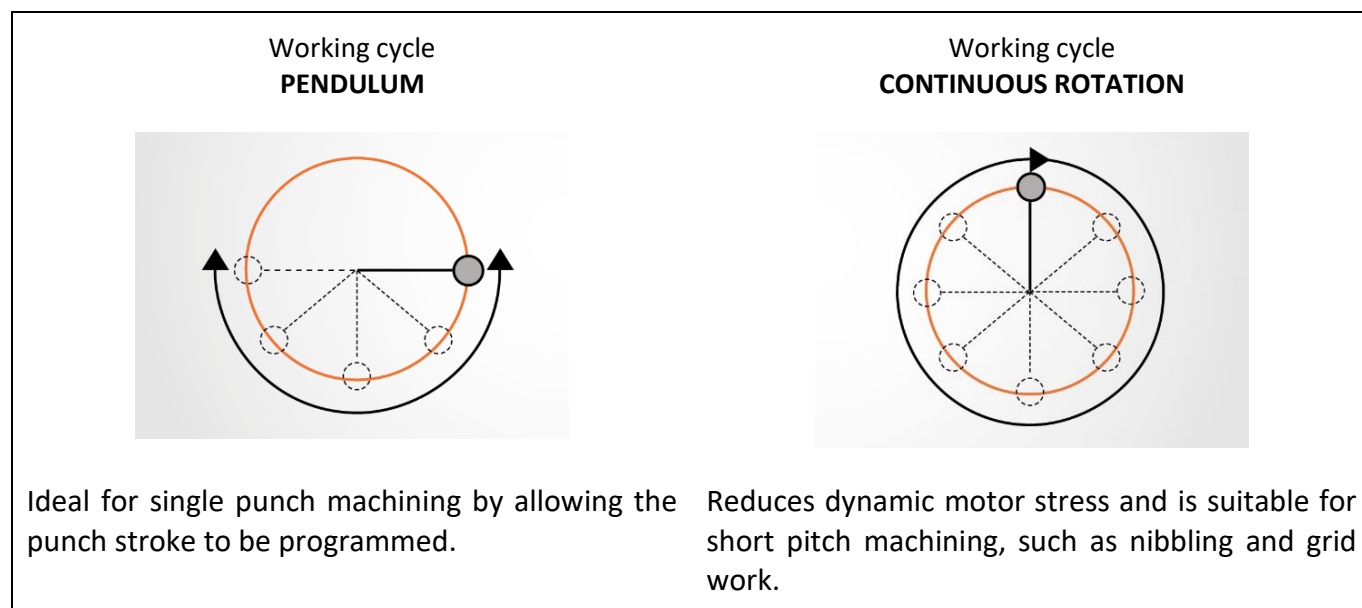 Working cycle
PENDULUM
Ideal for single punch machining by allowing the
punch stroke to be programmed.
Working cycle
CONTINUOUS ROTATION
Reduces dynamic motor stress and is suitable for
short pitch machining, such as nibbling and grid
work.